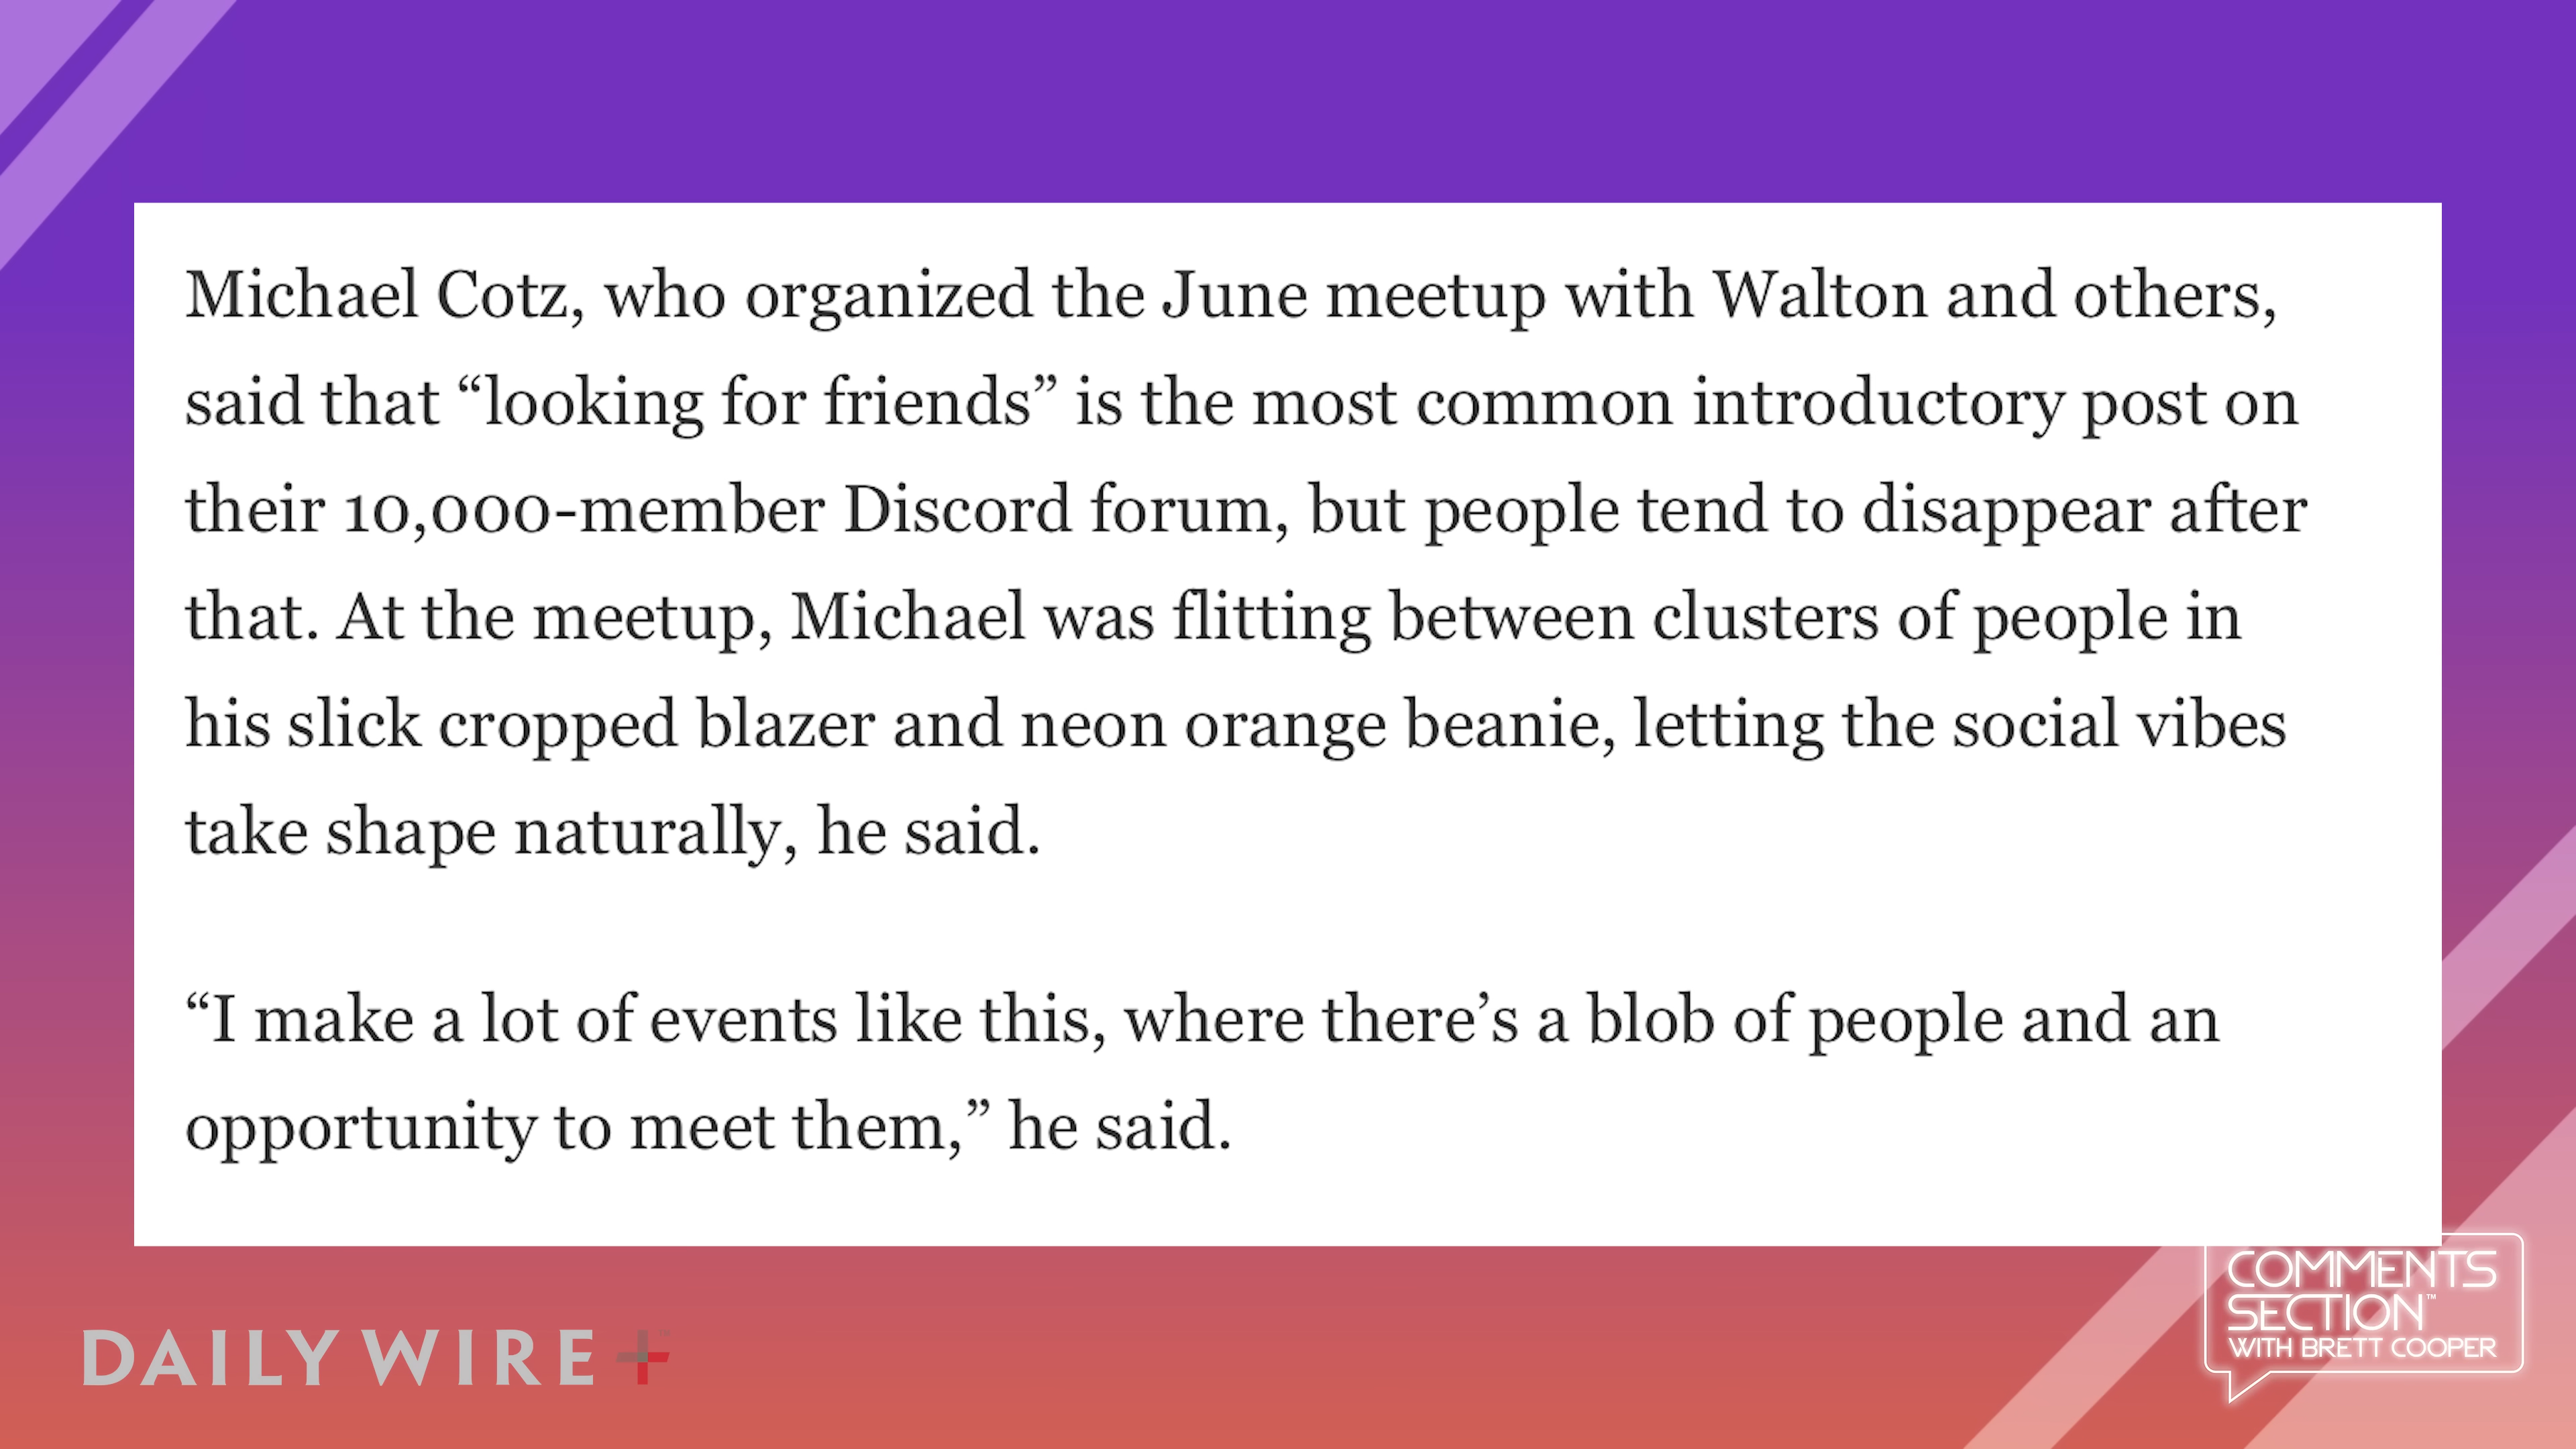 Michael Cotz, who organized the June meetup with Walton and others,
said that “looking for friends” is the most common introductory post on
their 10,000-member Discord forum, but people tend to disappear after
that. At the meetup, Michael was flitting between clusters of people in
his slick cropped blazer and neon orange beanie, letting the social vibes
take shape naturally, he said.
“I make a lot of events like this, where there’s a blob of people and an
opportunity to meet them,” he said.
COMMENTS
SECTION™
WITH BRETT COOPER
DAILY WIRE +